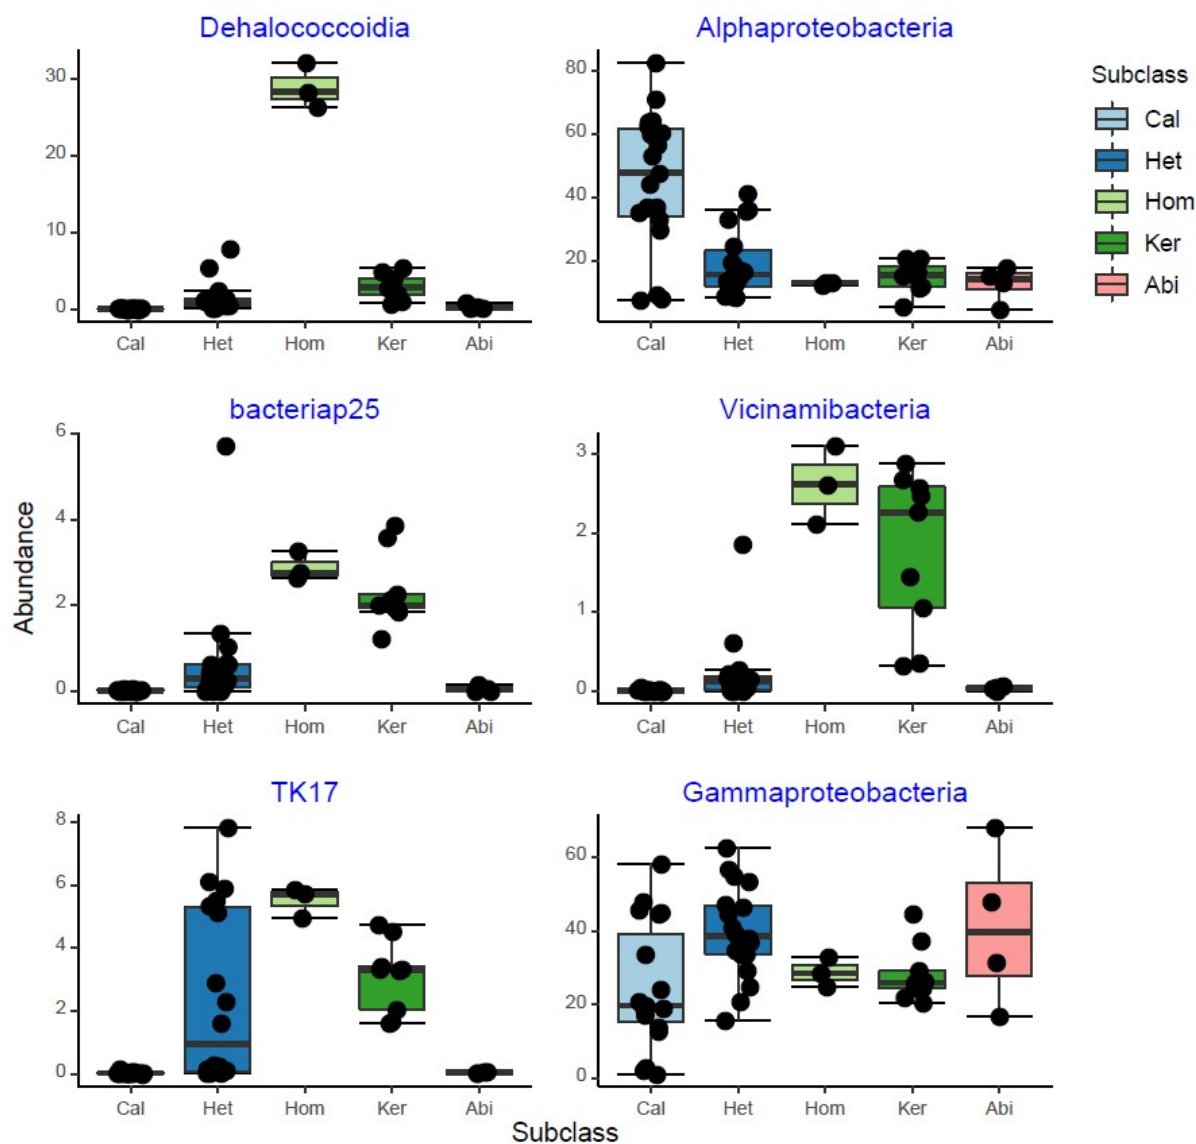 Dehalococcoidia
Alphaproteobacteria
30
20
10
0
Cal Het Hom Ker Abi
80
60
40
20
Cal Het Hom Ker Abi
Subclass
Cal
Het
Hom
Ker
Abi
bacteriap25
Vicinamibacteria
Abundance
6
4
2
0
Cal Het Hom Ker Abi
3
2
1
0
Cal Het Hom Ker Abi
TK17
Gammaproteobacteria
8
6
4
2
0
Cal Het Hom Ker Abi
60
40
20
0
Cal Het Hom Ker Abi
Subclass